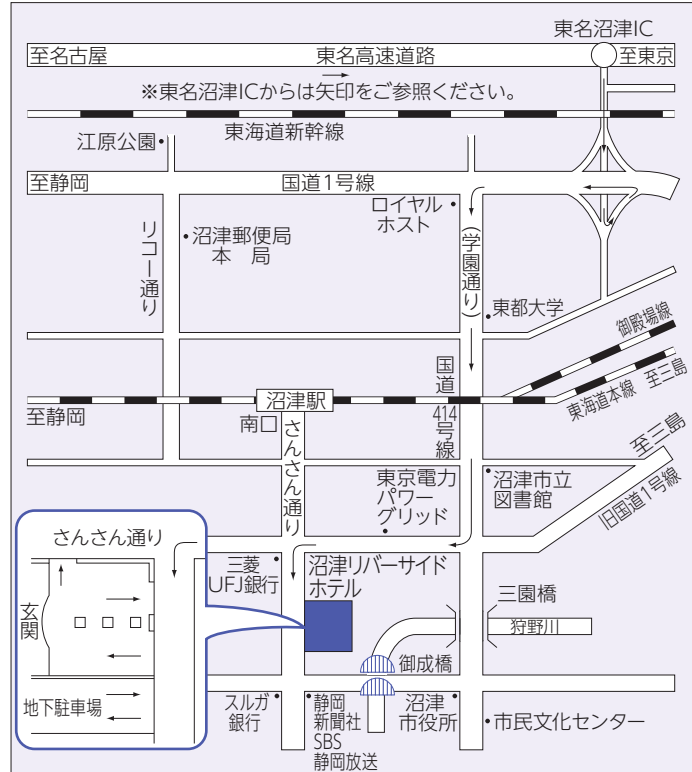 東名沼津IC
至名古屋
東名高速道路
至東京
※東名沼津ICからは矢印をご参照ください。
東海道新幹線
江原公園
至静岡
国道1号線
ロイヤル
ホスト
リコー通り
沼津郵便局
本 局
(学園通り)
東都大学
御殿場線
国道414号線
沼津駅
至静岡
南口
東海道本線
至三島
さんさん通り
東京電力
パワー
グリッド
沼津市立
図書館
至三島
旧国道1号線
さんさん通り
三菱
UFJ銀行
沼津リバーサイド
ホテル
三園橋
玄関
狩野川
御成橋
地下駐車場
スルガ
銀行
静岡
新聞社
SBS
静岡放送
沼津
市役所
市民文化センター